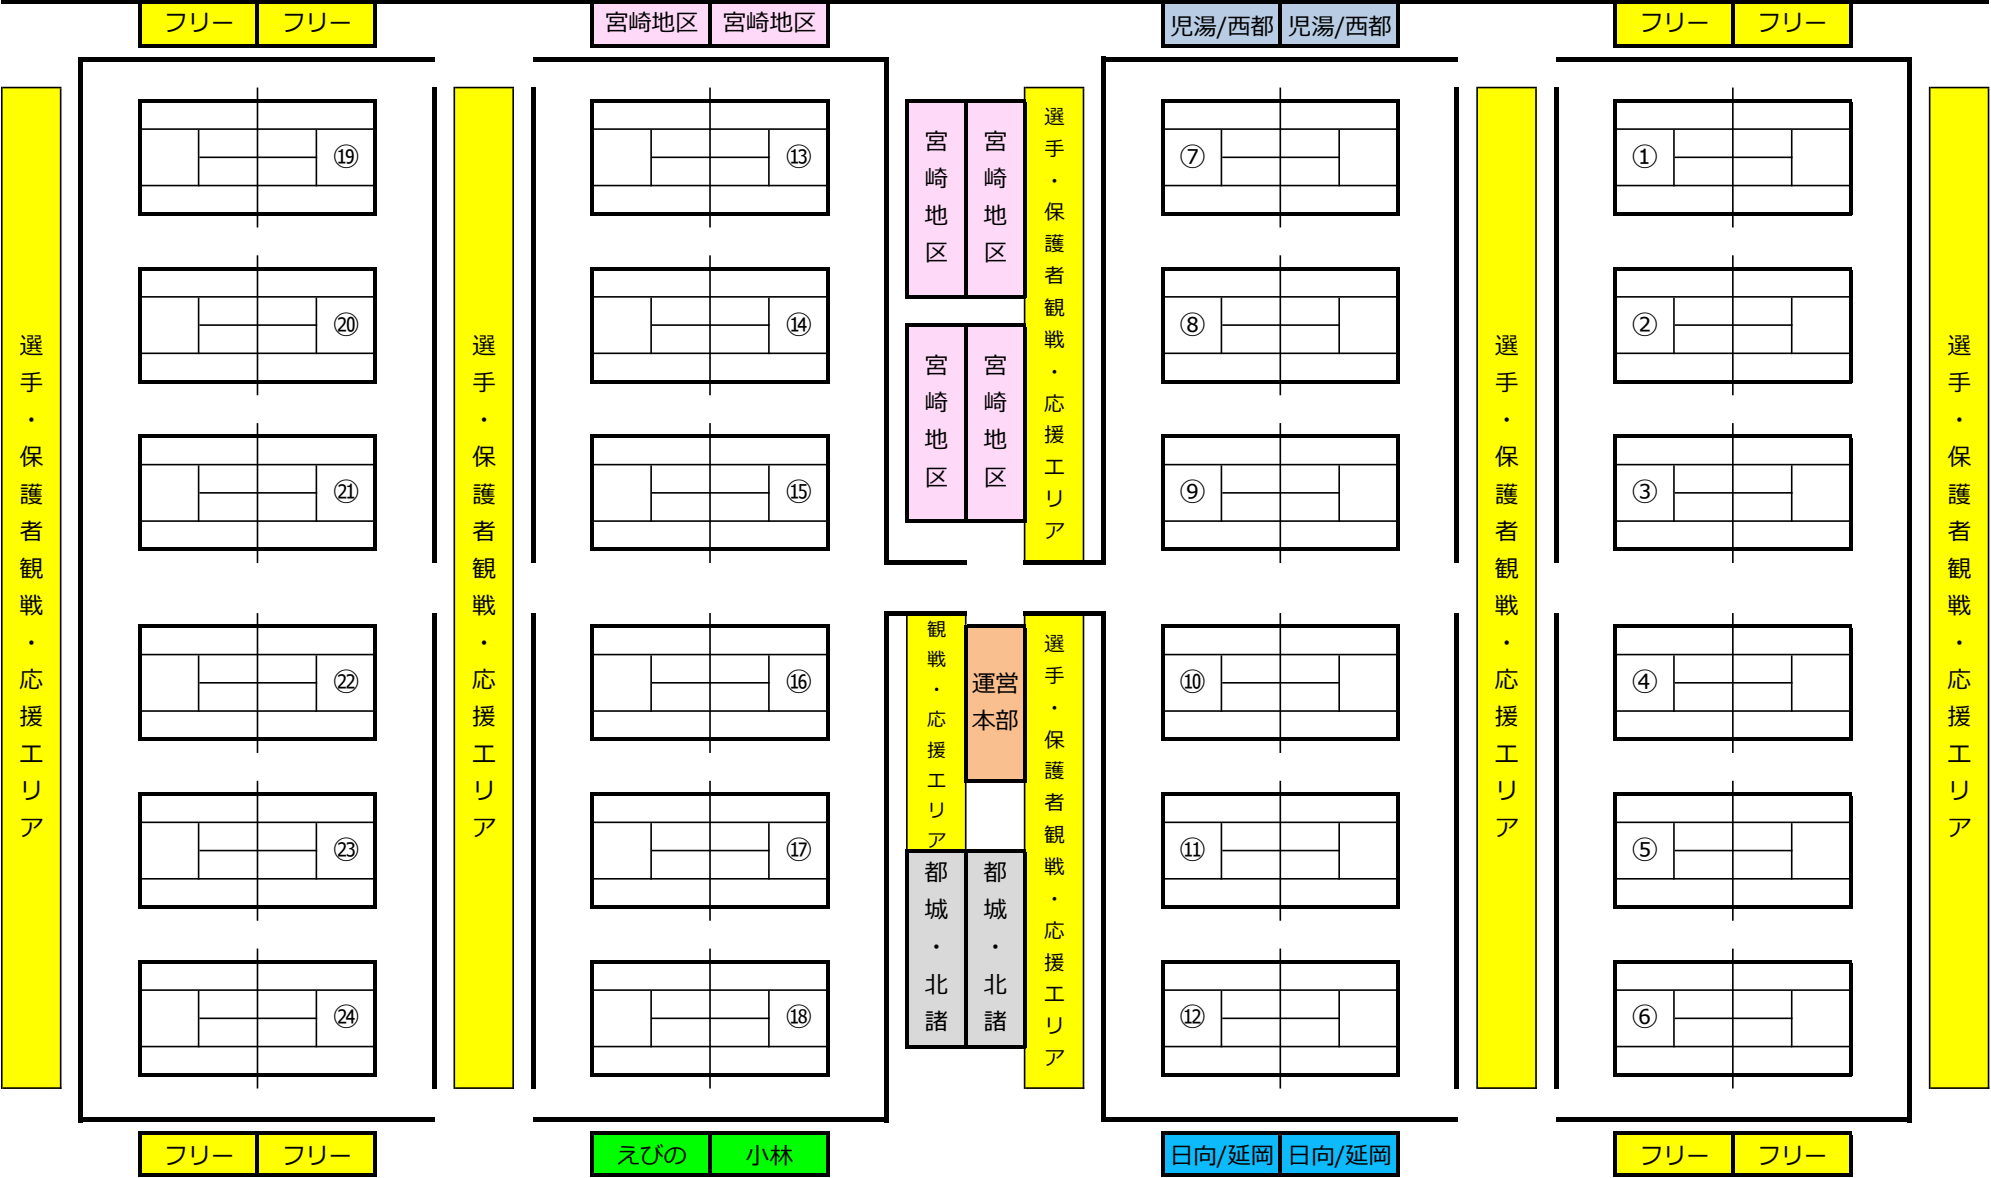 フリー フリー
宮崎地区 宮崎地区
児湯/西都 児湯/西都
フリー フリー
選手・保護者観戦・応援エリア
⑲
⑳
㉑
㉒
㉓
㉔
選手・保護者観戦・応援エリア
⑬
⑭
⑮
⑯
⑰
⑱
宮崎地区
宮崎地区
宮崎地区
宮崎地区
選手・保護者観戦・応援エリア
観戦・応援エリア
運営
本部
選手・保護者観戦・応援エリア
都城・北諸
都城・北諸
⑦
⑧
⑨
⑩
⑪
⑫
選手・保護者観戦・応援エリア
①
②
③
④
⑤
⑥
選手・保護者観戦・応援エリア
フリー フリー
えびの 小林
日向/延岡 日向/延岡
フリー フリー